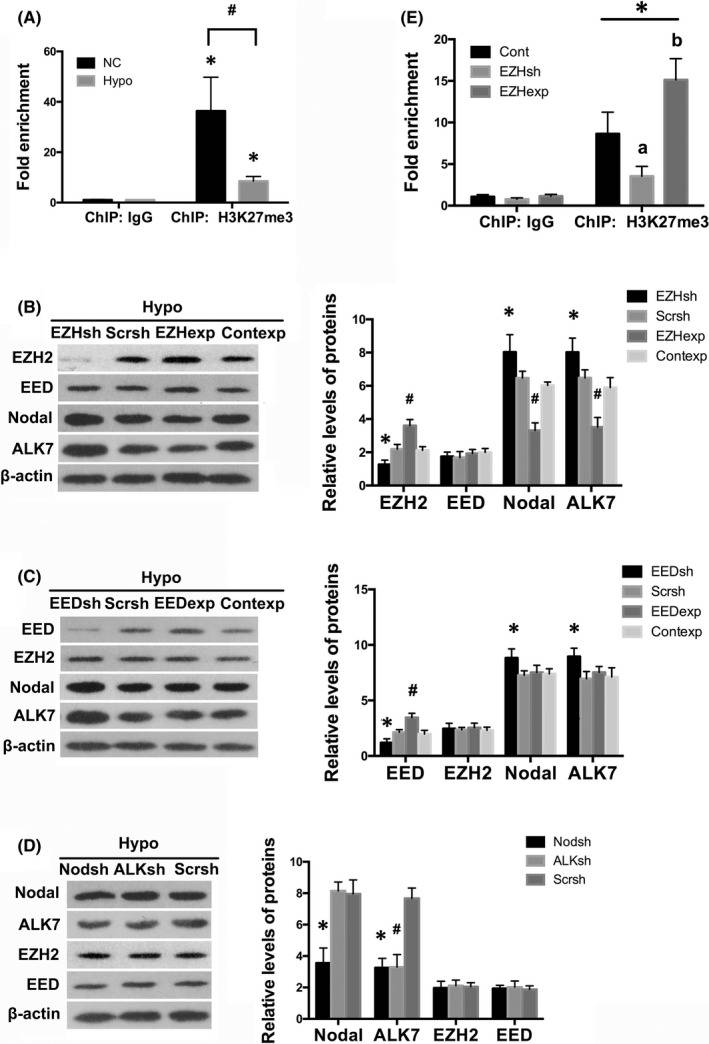 (A)
#
NC
Hypo
*
*
Fold enrichment
60
40
20
0
ChIP: IgG
ChIP: H3K27me3
(E)
*
b
a
Cont
EZHsh
EZHexp
Fold enrichment
20
15
10
5
0
ChIP: IgG
ChIP: H3K27me3
(B)
Hypo
EZHsh Scrsh EZHexp Contexp
EZH2
EED
Nodal
ALK7
β-actin
Relative levels of proteins
10
8
6
4
2
0
* # * # * #
EZHsh
Scrsh
EZHexp
Contexp
EZH2 EED Nodal ALK7
(C)
Hypo
EEDsh Scrsh EEDexp Contexp
EED
EZH2
Nodal
ALK7
β-actin
Relative levels of proteins
15
10
5
0
* # * *
EEDsh
Scrsh
EEDexp
Contexp
EED EZH2 Nodal ALK7
(D)
Hypo
Nodsh ALKsh Scrsh
Nodal
ALK7
EZH2
EED
β-actin
Relative levels of proteins
10
8
6
4
2
0
* * #
Nodsh
ALKsh
Scrsh
Nodal ALK7 EZH2 EED